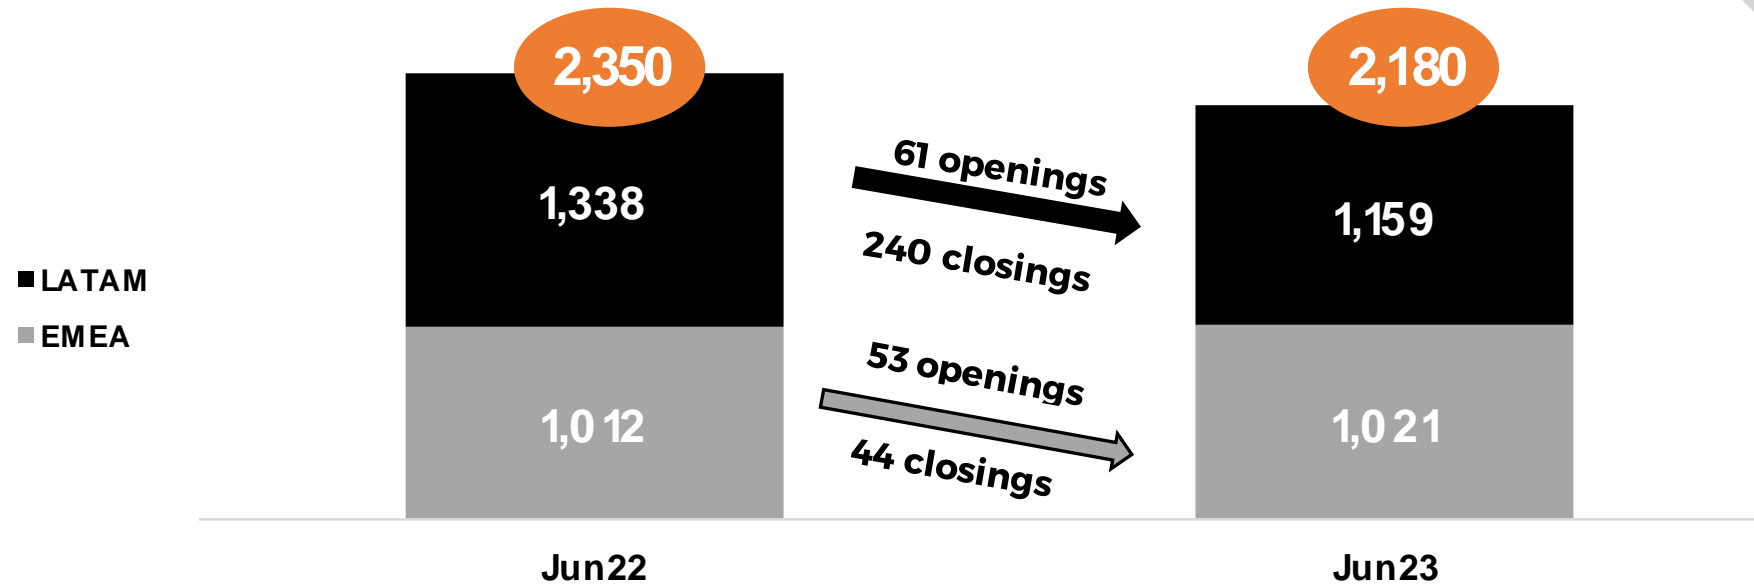 2,350
2,180
1,338
61 openings
240 closings
1,159
LATAM
EMEA
1,012
53 openings
44 closings
1,021
Jun22
Jun23